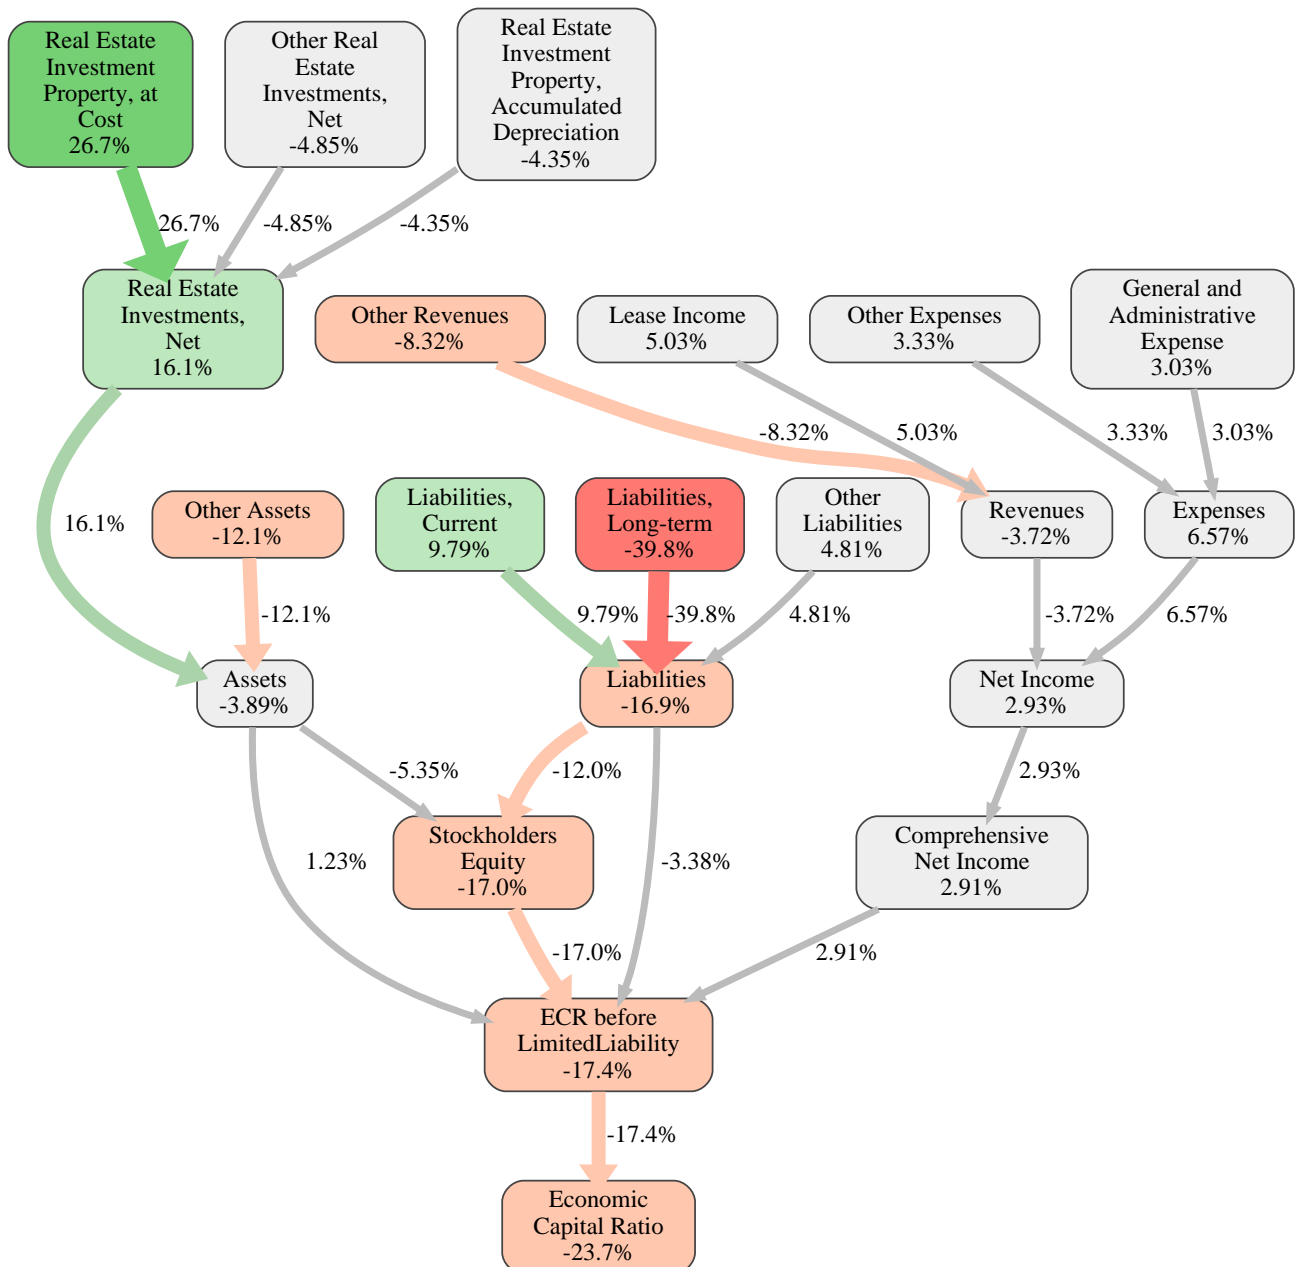 Real Estate
Investment
Property, at
Cost
26.7%
Other Real
Estate
Investments,
Net
-4.85%
Real Estate
Investment
Property,
Accumulated
Depreciation
-4.35%
26.7%
-4.85%
-4.35%
Real Estate
Investments,
Net
16.1%
Other Revenues
-8.32%
Lease Income
5.03%
Other Expenses
3.33%
General and
Administrative
Expense
3.03%
-8.32%
5.03%
3.33%
3.03%
16.1%
Other Assets
-12.1%
Liabilities,
Current
9.79%
Liabilities,
Long-term
-39.8%
Other
Liabilities
4.81%
Revenues
-3.72%
Expenses
6.57%
-12.1%
9.79%
-39.8%
4.81%
-3.72%
6.57%
Assets
-3.89%
Liabilities
-16.9%
Net Income
2.93%
-5.35%
-12.0%
2.93%
1.23%
Stockholders
Equity
-17.0%
-3.38%
Comprehensive
Net Income
2.91%
-17.0%
2.91%
ECR before
LimitedLiability
-17.4%
-17.4%
Economic
Capital Ratio
-23.7%